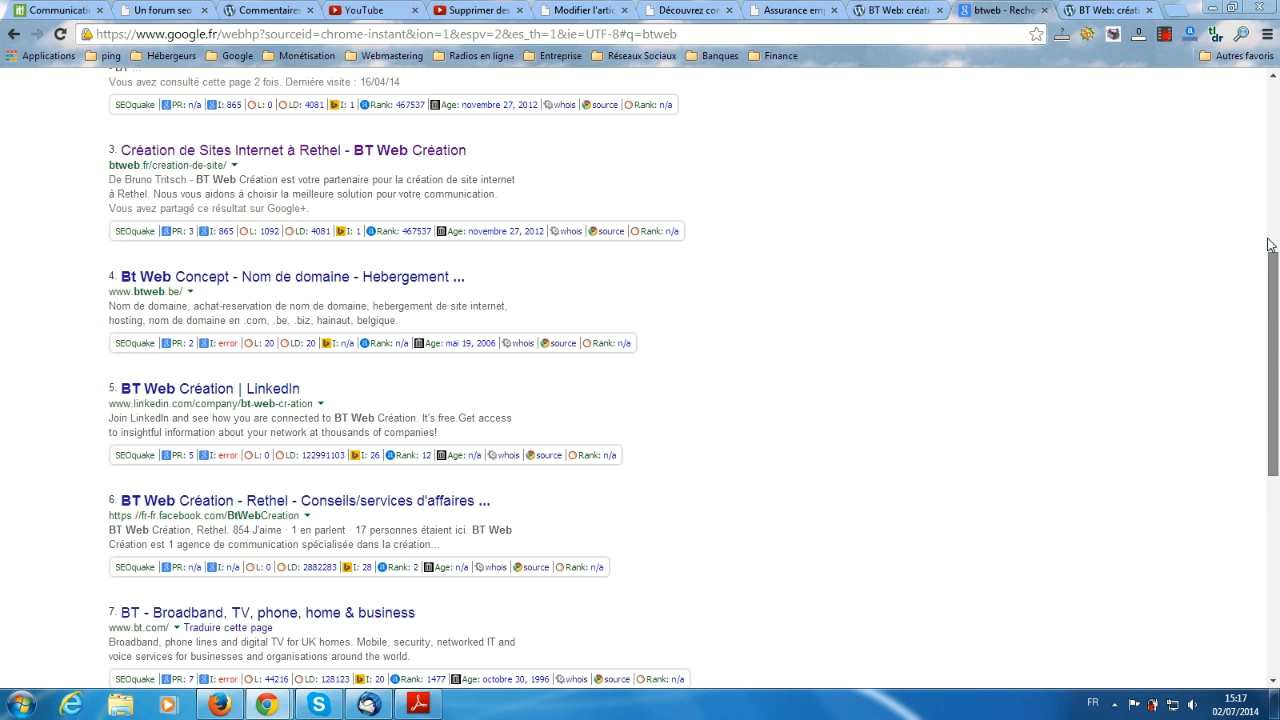 Communicati
Un forum seo
Commentaires
YouTube
Supprimer des
Modifier l'artic
Découvrez cor
Assurance emp
BT Web: créati
btweb - Reche
BT Web: créati
https://www.google.fr/webhp?sourceid=chrome-instant&ion=1&espv=2&es_th=1&ie=UTF-8#q=btweb
Applications
ping
Hébergeurs
Google
Monétisation
Webmastering
Radios en ligne
Entreprise
Réseaux Sociaux
Banques
Finance
Autres favoris
- BT ...
Vous avez consulté cette page 2 fois. Dernière visite : 16/04/14
SEOquake PR: n/a I: 865 L: 0 LD: 4081 I: 1 Rank: 467537 Age: novembre 27, 2012 whois source Rank: n/a
3. Création de Sites Internet à Rethel - BT Web Création
btweb.fr/creation-de-site/
De Bruno Tritsch - BT Web Création est votre partenaire pour la création de site internet
à Rethel. Nous vous aidons à choisir la meilleure solution pour votre communication.
Vous avez partagé ce résultat sur Google+.
SEOquake PR: 3 I: 865 L: 1092 LD: 4081 I: 1 Rank: 467537 Age: novembre 27, 2012 whois source Rank: n/a
4. Bt Web Concept - Nom de domaine - Hebergement ...
www.btweb.be/
Nom de domaine, achat-reservation de nom de domaine, hebergement de site internet,
hosting, nom de domaine en .com, .be, .biz, hainaut, belgique.
SEOquake PR: 2 I: error L: 20 LD: 20 I: n/a Rank: n/a Age: mai 19, 2006 whois source Rank: n/a
5. BT Web Création | LinkedIn
www.linkedin.com/company/bt-web-cr-ation
Join LinkedIn and see how you are connected to BT Web Création. It's free.Get access
to insightful information about your network at thousands of companies!
SEOquake PR: 5 I: error L: 0 LD: 122991103 I: 26 Rank: 12 Age: n/a whois source Rank: n/a
6. BT Web Création - Rethel - Conseils/services d'affaires ...
https://fr-fr.facebook.com/BtWebCreation
BT Web Création, Rethel. 854 J'aime · 1 en parlent · 17 personnes étaient ici. BT Web
Création est 1 agence de communication spécialisée dans la création...
SEOquake PR: n/a I: n/a L: 0 LD: 2882283 I: 28 Rank: 2 Age: n/a whois source Rank: n/a
7. BT - Broadband, TV, phone, home & business
www.bt.com/ Traduire cette page
Broadband, phone lines and digital TV for UK homes. Mobile, security, networked IT and
voice services for businesses and organisations around the world.
SEOquake PR: 7 I: error L: 44216 LD: 128123 I: 20 Rank: 1477 Age: octobre 30, 1996 whois source Rank: n/a
FR
15:17
02/07/2014